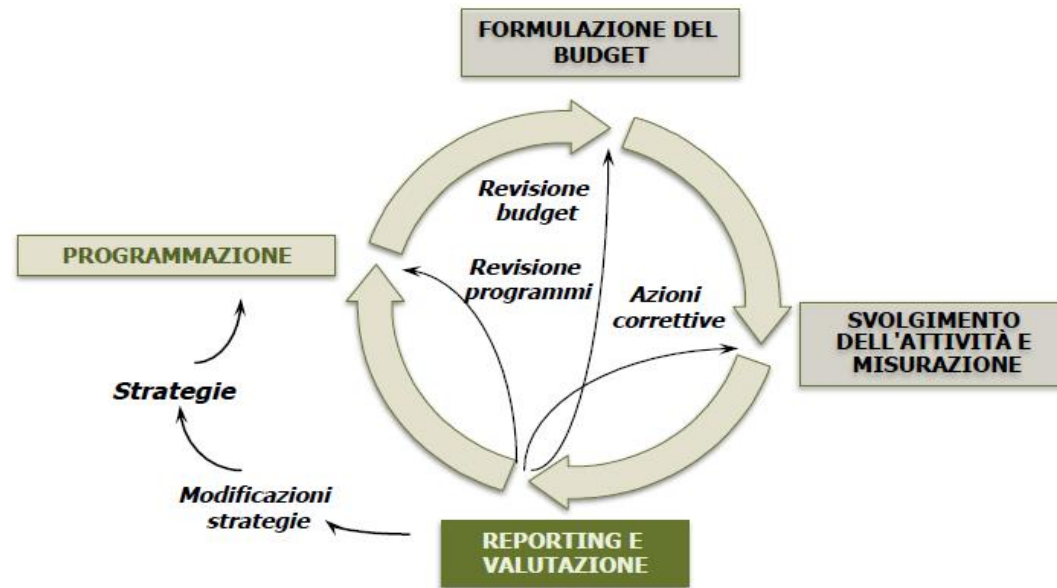 FORMULAZIONE DEL
BUDGET
Revisione
budget
PROGRAMMAZIONE
Revisione
programmi
Azioni
correttive
SVOLGIMENTO
DELL'ATTIVITÀ E
MISURAZIONE
Strategie
Modificazioni
strategie
REPORTING E
VALUTAZIONE